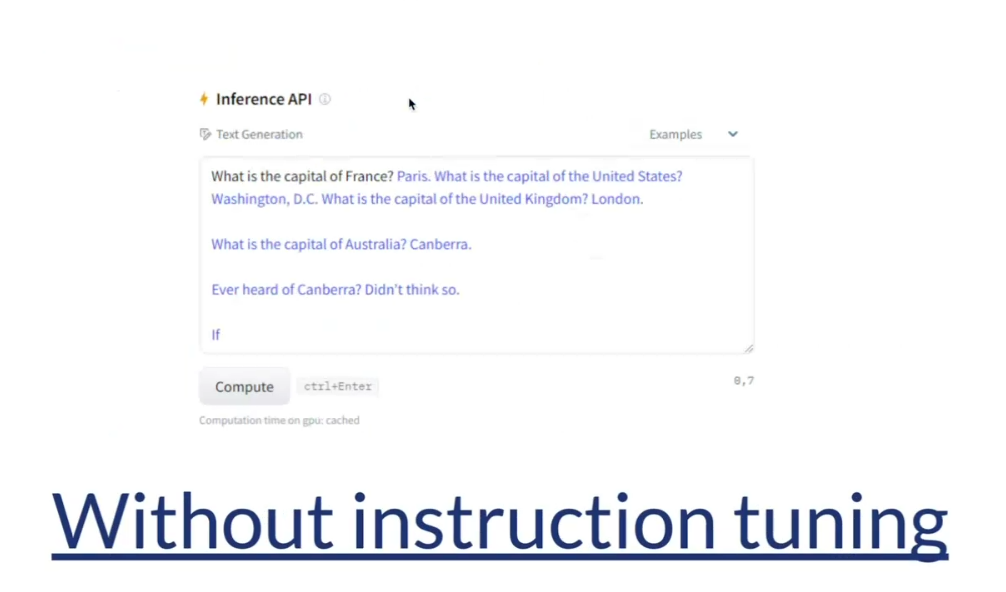 Inference API
Text Generation
Examples
What is the capital of France? Paris. What is the capital of the United States?
Washington, D.C. What is the capital of the United Kingdom? London.
What is the capital of Australia? Canberra.
Ever heard of Canberra? Didn't think so.
If
Compute
ctrl+Enter
8,7
Computation time on gpu: cached
Without instruction tuning